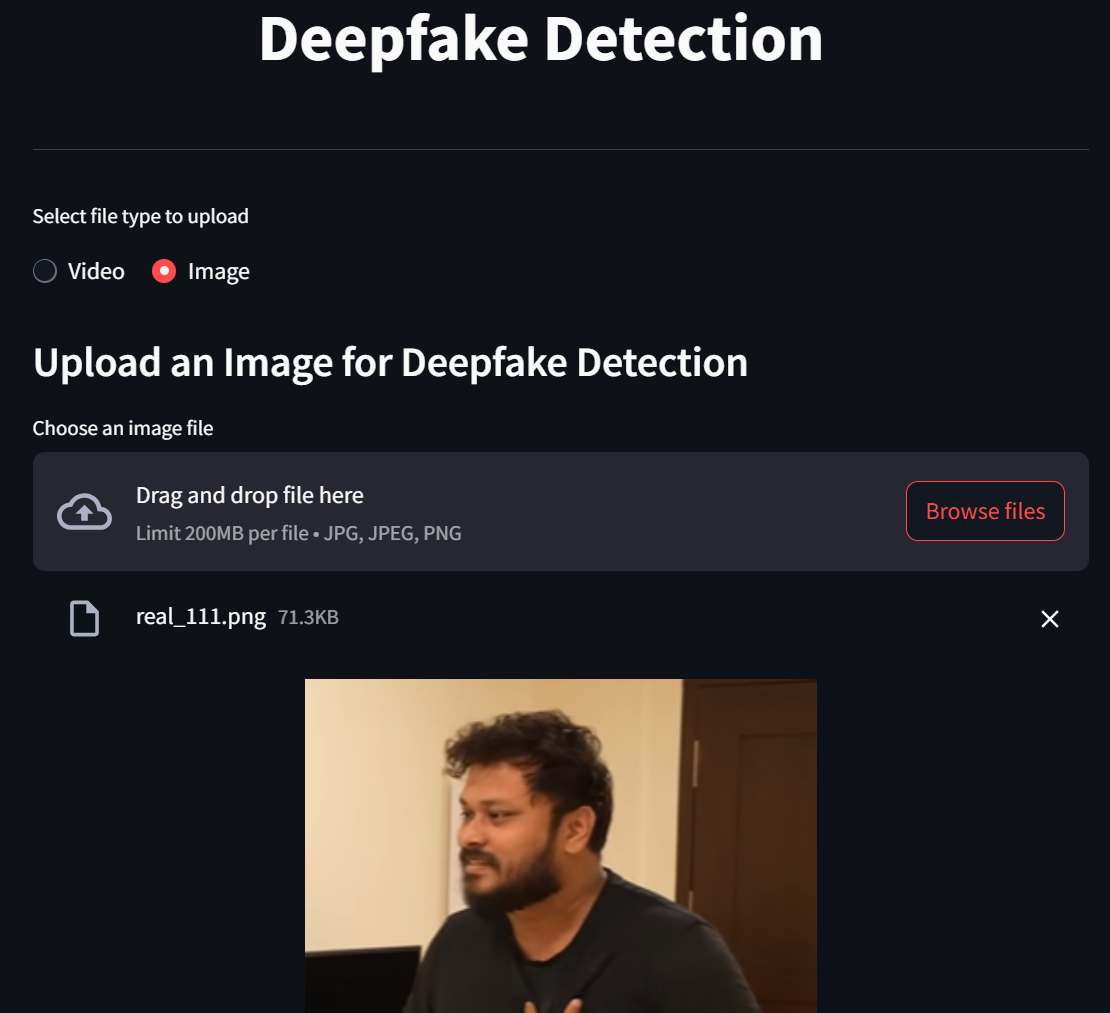 Deepfake Detection
Select file type to upload
Video Image
Upload an Image for Deepfake Detection
Choose an image file
Drag and drop file here
Limit 200MB per file • JPG, JPEG, PNG
Browse files
real_111.png 71.3KB